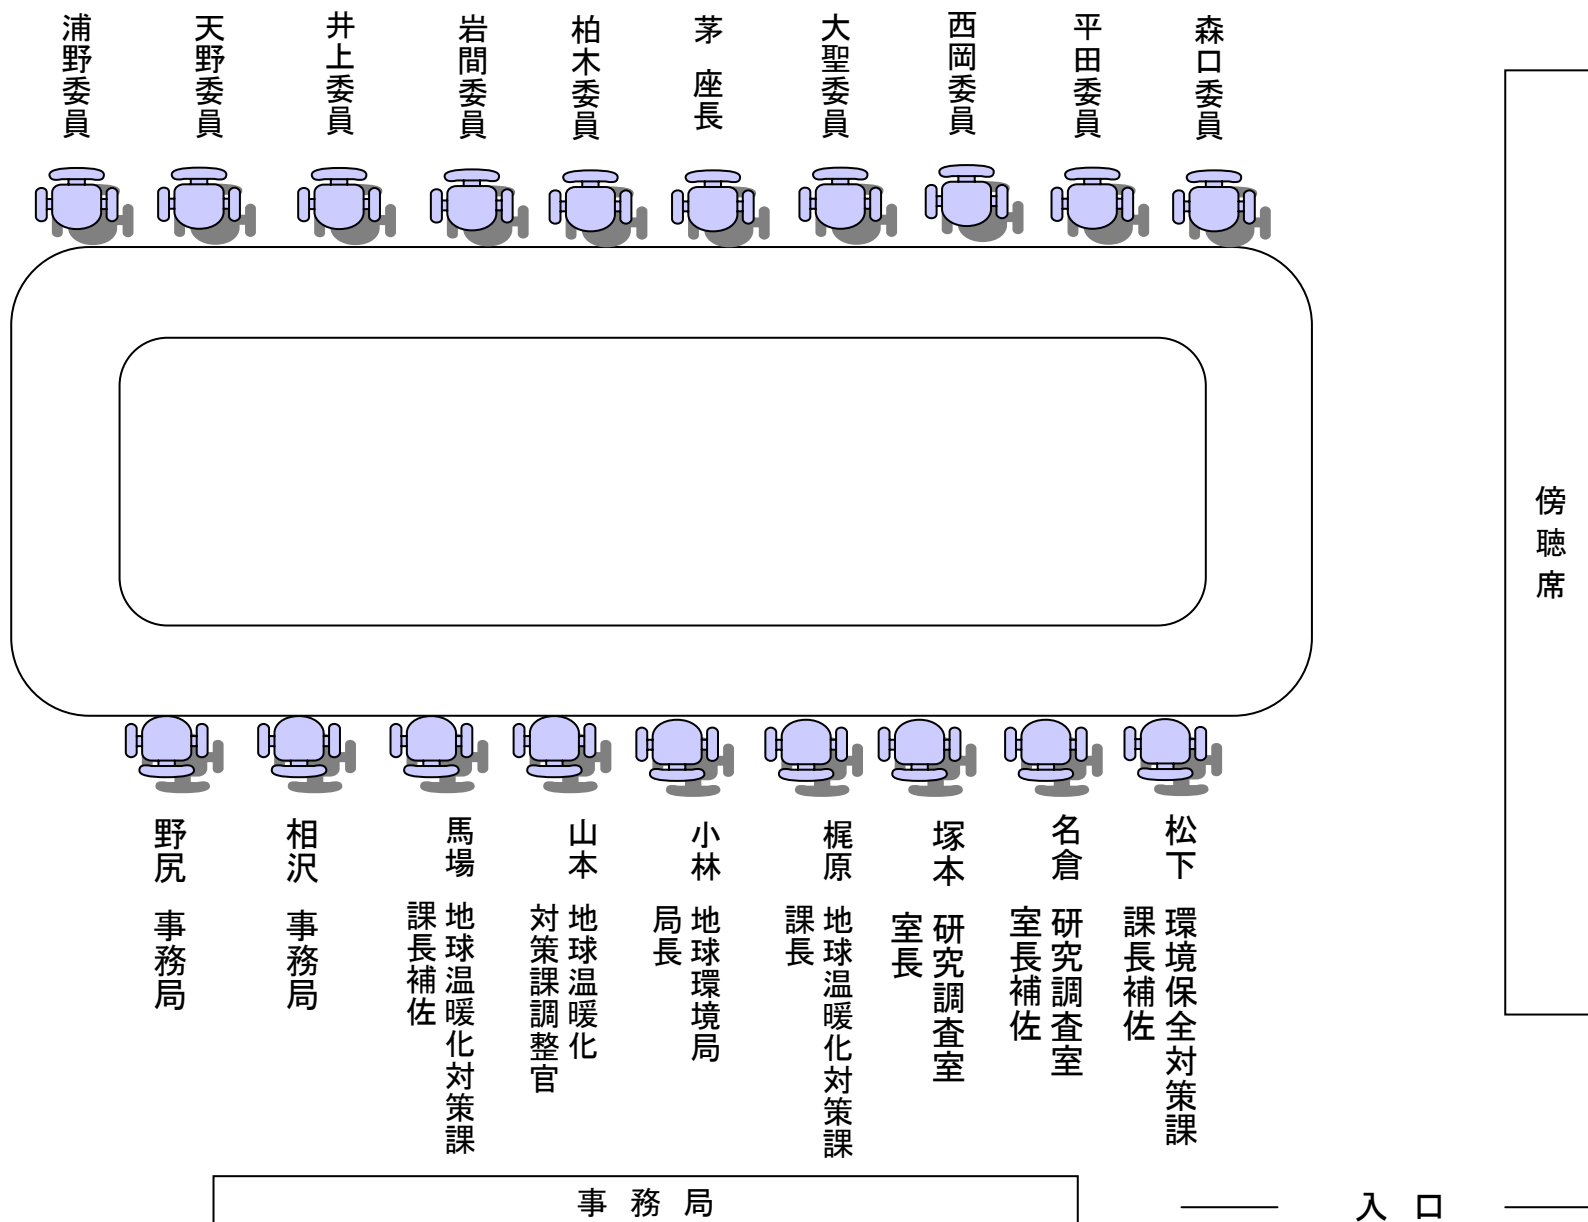 浦野委員
天野委員
井上委員
岩間委員
柏木委員
茅 座長
大聖委員
西岡委員
平田委員
森口委員
傍聴席
野尻 事務局
相沢 事務局
馬場 地球温暖化対策課
課長補佐
山本 地球温暖化
対策課調整官
小林 地球環境局
局長
梶原 地球温暖化対策課
課長
塚本 研究調査室
室長
名倉 研究調査室
室長補佐
松下 環境保全対策課
課長補佐
事 務 局
入 口